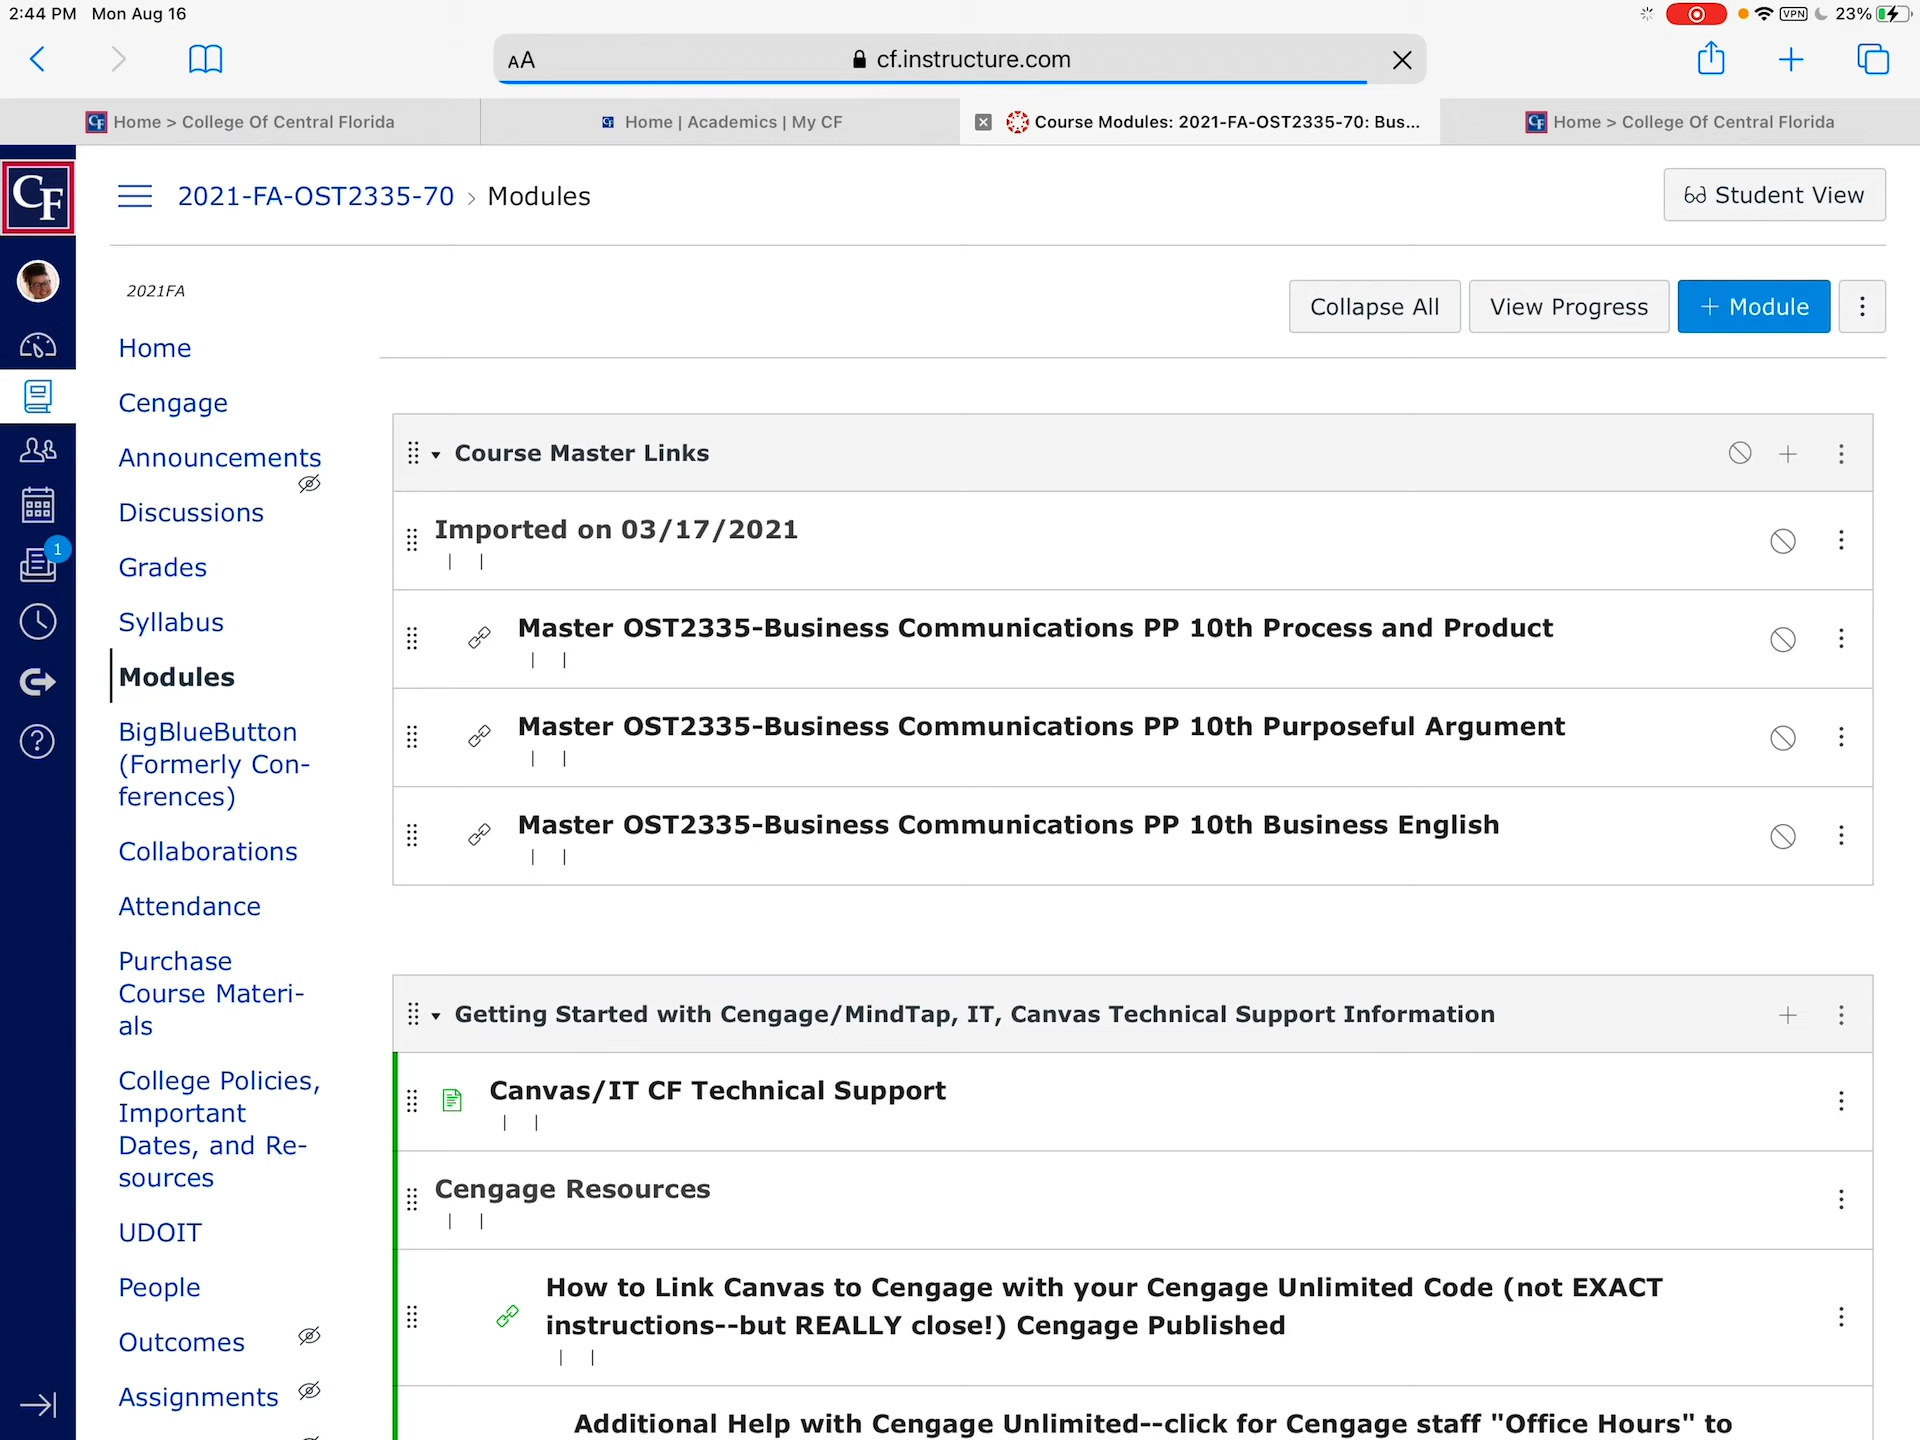 2:44 PM Mon Aug 16
VPN 23%
AA cf.instructure.com
CF Home > College Of Central Florida
CF Home | Academics | My CF
Course Modules: 2021-FA-OST2335-70: Bus...
CF Home > College Of Central Florida
CF
2021-FA-OST2335-70 › Modules
Student View
2021FA
Collapse All
View Progress
+ Module
Home
Cengage
Announcements
Discussions
Grades
Syllabus
Modules
BigBlueButton
(Formerly Con-
ferences)
Collaborations
Attendance
Purchase
Course Materi-
als
College Policies,
Important
Dates, and Re-
sources
UDOIT
People
Outcomes
Assignments
1
Course Master Links
Imported on 03/17/2021
| |
Master OST2335-Business Communications PP 10th Process and Product
| |
Master OST2335-Business Communications PP 10th Purposeful Argument
| |
Master OST2335-Business Communications PP 10th Business English
| |
Getting Started with Cengage/MindTap, IT, Canvas Technical Support Information
Canvas/IT CF Technical Support
| |
Cengage Resources
| |
How to Link Canvas to Cengage with your Cengage Unlimited Code (not EXACT
instructions--but REALLY close!) Cengage Published
| |
Additional Help with Cengage Unlimited--click for Cengage staff "Office Hours" to